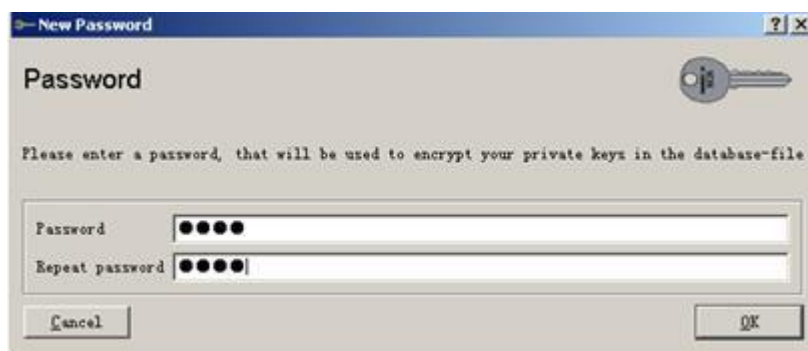 New Password
Password
Please enter a password, that will be used to encrypt your private keys in the database-file
Password ●●●●
Repeat password ●●●●
Cancel OK